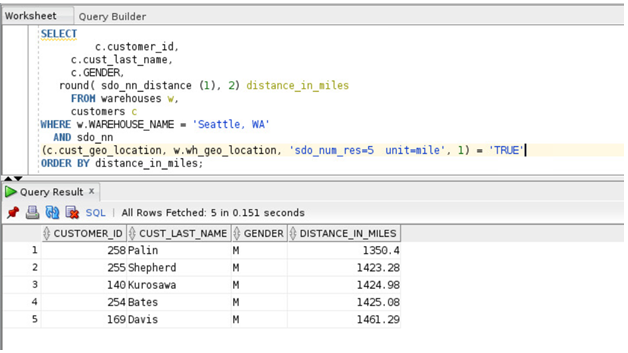 Worksheet Query Builder
SELECT
c.customer_id,
c.cust_last_name,
c.GENDER,
round( sdo_nn_distance (1), 2) distance_in_miles
FROM warehouses w,
customers c
WHERE w.WAREHOUSE_NAME = 'Seattle, WA'
AND sdo_nn
(c.cust_geo_location, w.wh_geo_location, 'sdo_num_res=5  unit=mile', 1) = 'TRUE'
ORDER BY distance_in_miles;
Query Result x
SQL | All Rows Fetched: 5 in 0.151 seconds
CUSTOMER_ID CUST_LAST_NAME GENDER DISTANCE_IN_MILES
1 258 Palin M 1350.4
2 255 Shepherd M 1423.28
3 140 Kurosawa M 1424.98
4 254 Bates M 1425.08
5 169 Davis M 1461.29